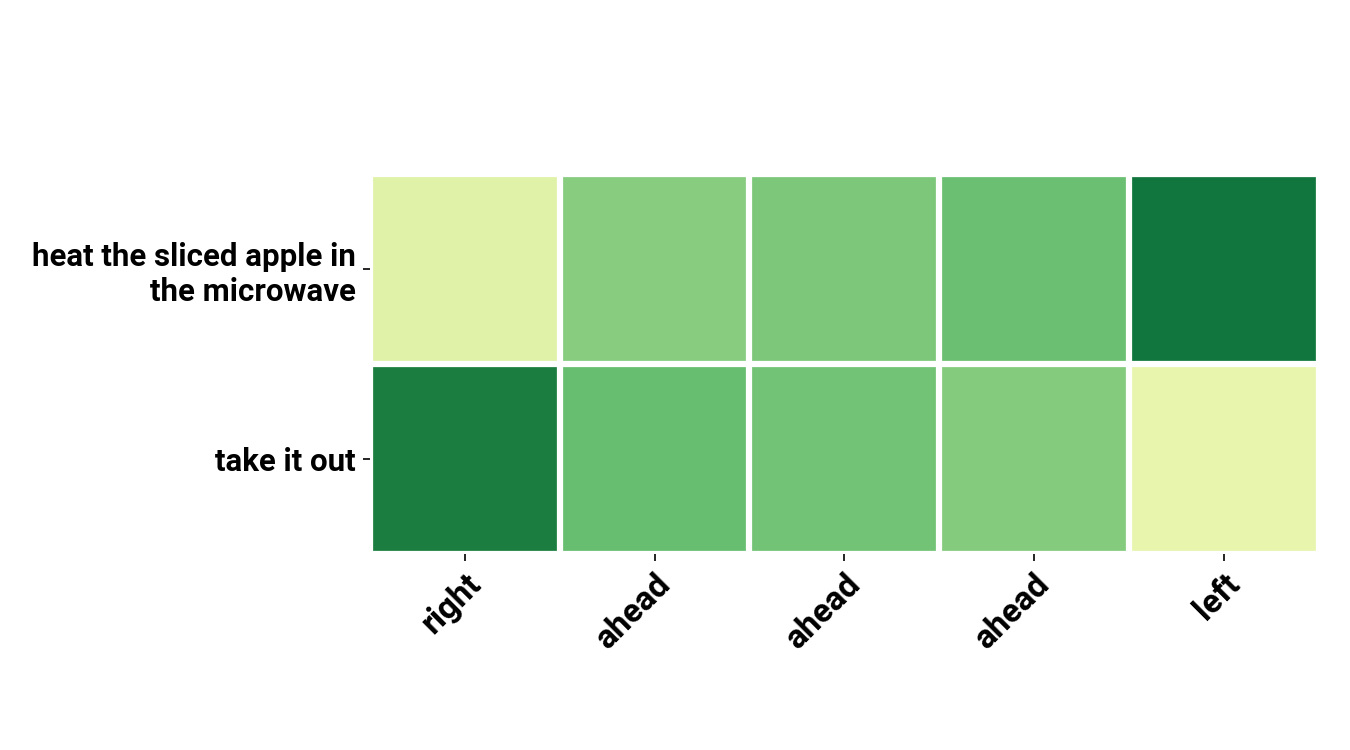 heat the sliced apple in
the microwave
take it out
right
ahead
ahead
ahead
left